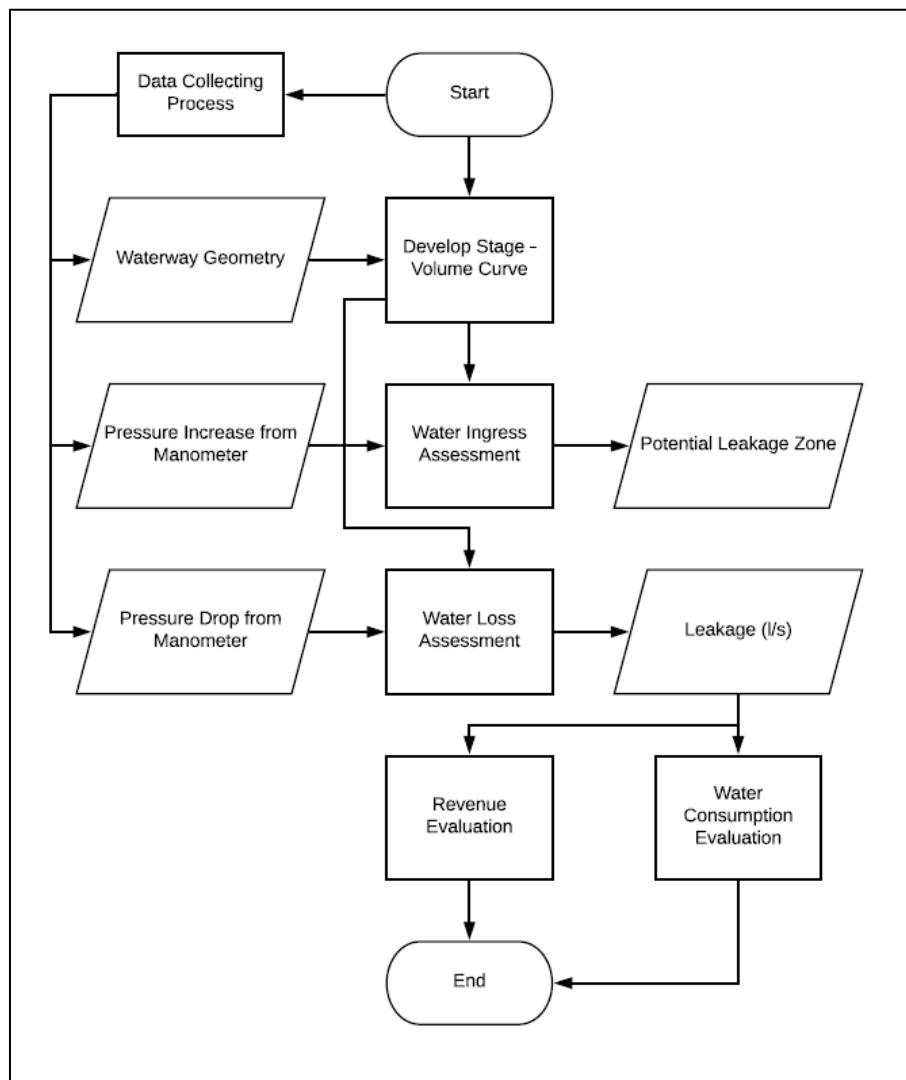 Data Collecting
Process
Start
Waterway Geometry
Develop Stage –
Volume Curve
Pressure Increase from
Manometer
Water Ingress
Assessment
Potential Leakage Zone
Pressure Drop from
Manometer
Water Loss
Assessment
Leakage (l/s)
Revenue
Evaluation
Water
Consumption
Evaluation
End